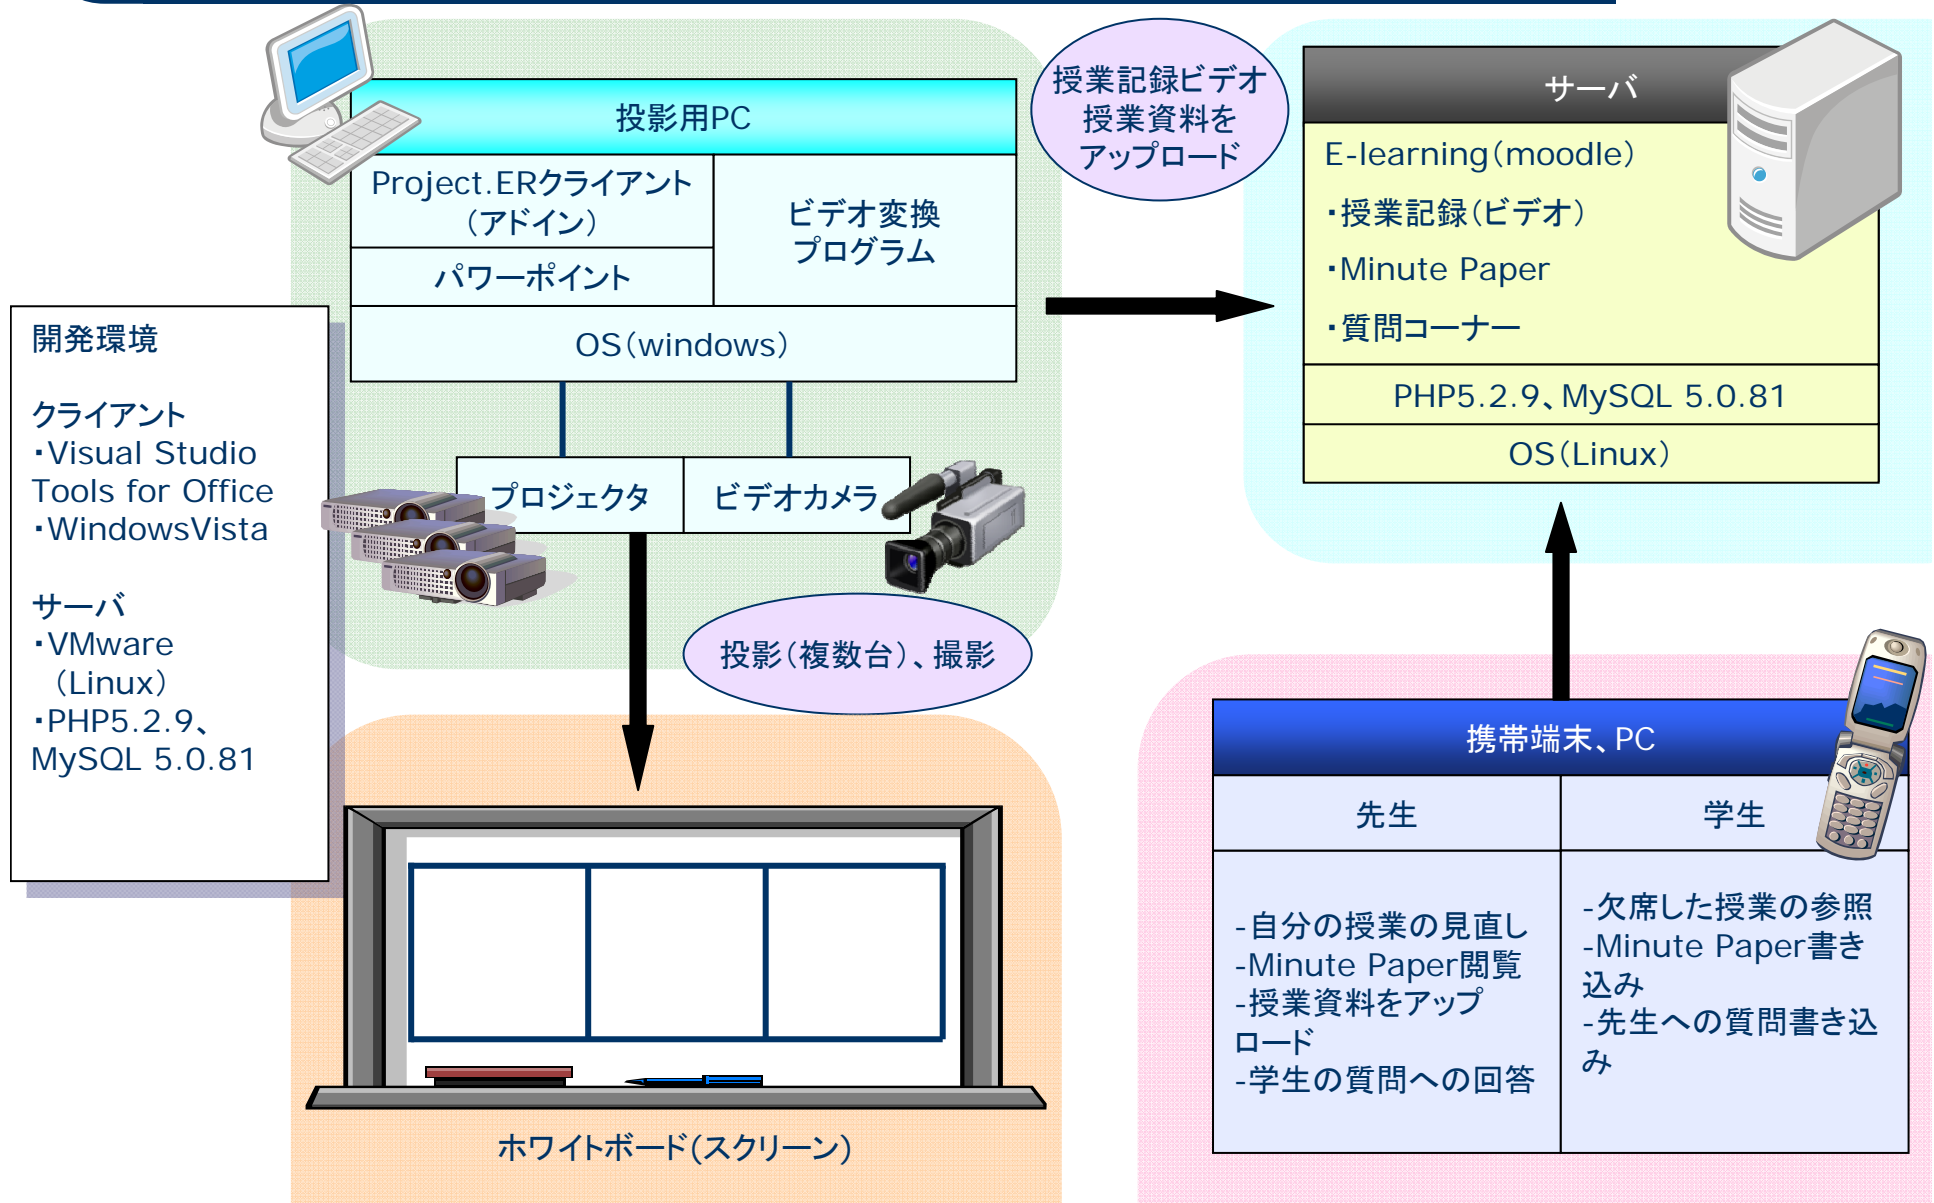 投影用PC
Project.ERクライアント
（アドイン）
パワーポイント
ビデオ変換
プログラム
OS（windows）
プロジェクタ
ビデオカメラ
投影（複数台）、撮影
授業記録ビデオ
授業資料を
アップロード
サーバ
E-learning（moodle）
・授業記録（ビデオ）
・Minute Paper
・質問コーナー
PHP5.2.9、MySQL 5.0.81
OS（Linux）
開発環境
クライアント
・Visual Studio
Tools for Office
・WindowsVista
サーバ
・VMware
（Linux）
・PHP5.2.9、
MySQL 5.0.81
ホワイトボード(スクリーン)
携帯端末、PC
先生
-自分の授業の見直し
-Minute Paper閲覧
-授業資料をアップ
ロード
-学生の質問への回答
学生
-欠席した授業の参照
-Minute Paper書き
込み
-先生への質問書き込
み